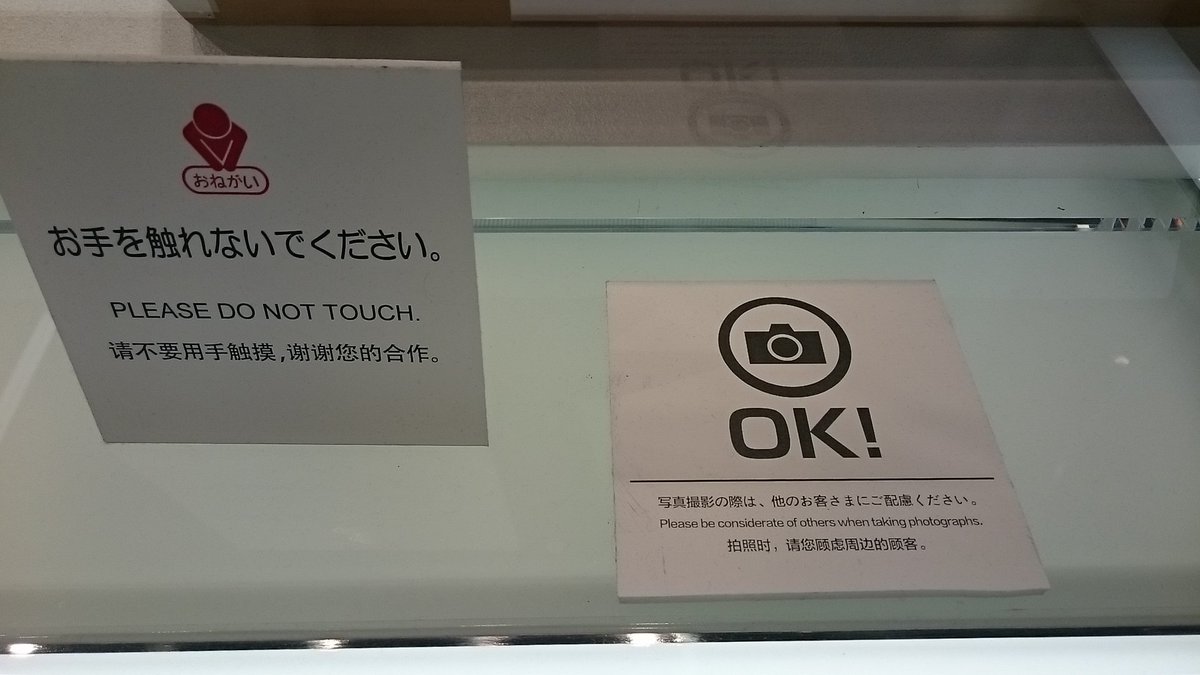 おねがい
お手を触れないでください。
PLEASE DO NOT TOUCH.
请不要用手触摸,谢谢您的合作。
OK!
写真撮影の際は、他のお客さまにご配慮ください。
Please be considerate of others when taking photographs.
拍照时，请您顾虑周边的顾客。